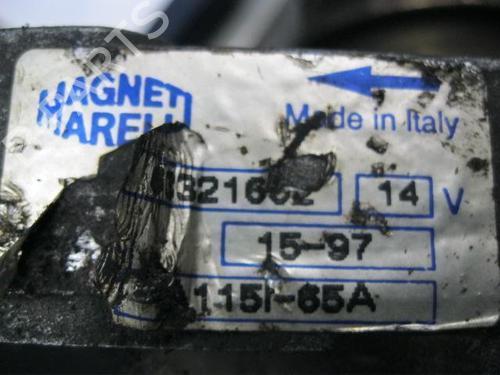 MAGNETI
MARELLI
Made in Italy
14 V
15-97
115I-65A